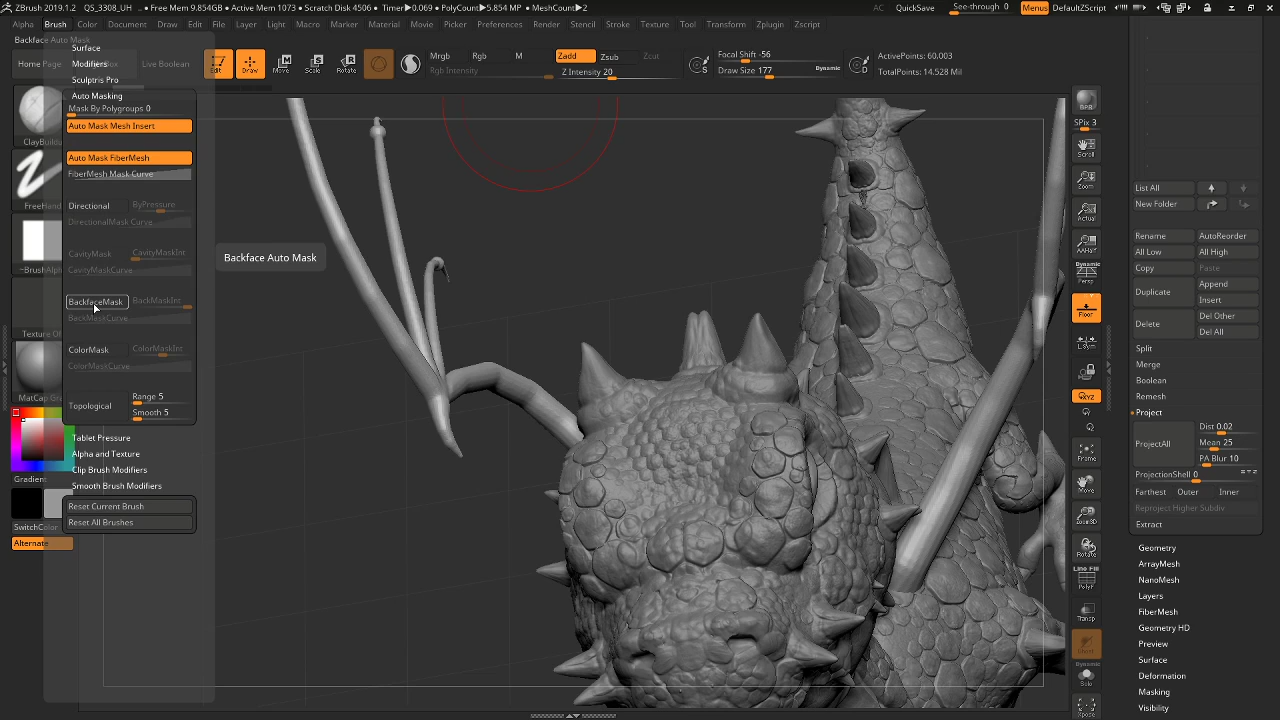 ZBrush 2019.1.2 QS_3308_UH .. • Free Mem 9.854GB • Active Mem 1073 • Scratch Disk 4506 • Timer▶0.069 • PolyCount▶5.854 MP • MeshCount▶2 AC QuickSave See-through 0 Menus DefaultZScript
Alpha Brush Color Document Draw Edit File Layer Light Macro Marker Material Movie Picker Preferences Render Stencil Stroke Texture Tool Transform Zplugin Zscript
Backface Auto Mask
Home Page
Live Boolean
Edit
Draw
Move
Scale
Rotate
Mrgb Rgb M
Rgb Intensity
Zadd Zsub Zcut
Z Intensity 20
Focal Shift -56
Draw Size 177 Dynamic
S
D
ActivePoints: 60,003
TotalPoints: 14.528 Mil
Surface
Modifiers
Sculptris Pro
Auto Masking
Mask By Polygroups 0
Auto Mask Mesh Insert
Auto Mask FiberMesh
FiberMesh Mask Curve
Directional ByPressure
DirectionalMask Curve
CavityMask CavityMaskInt
CavityMaskCurve
BackfaceMask BackMaskInt
BackMaskCurve
ColorMask ColorMaskInt
ColorMaskCurve
Topological Range 5
Smooth 5
Tablet Pressure
Alpha and Texture
Clip Brush Modifiers
Smooth Brush Modifiers
Reset Current Brush
Reset All Brushes
ClayBuildu
FreeHand
~BrushAlpha
Texture Of
MatCap Gra
Gradient
SwitchColor
Alternate
Backface Auto Mask
BPR
SPix 3
Scroll
Zoom
Actual
AAHalf
Dynamic
Persp
Floor
L.Sym
xyz
Frame
Move
Zoom3D
Rotate
Line Fill
PolyF
Transp
Dynamic
Solo
Xpose
List All
New Folder
Rename AutoReorder
All Low All High
Copy Paste
Duplicate Append
Insert
Delete Del Other
Del All
Split
Merge
Boolean
Remesh
Project
ProjectAll Dist 0.02
Mean 25
PA Blur 10
ProjectionShell 0
Farthest Outer Inner
Reproject Higher Subdiv
Extract
Geometry
ArrayMesh
NanoMesh
Layers
FiberMesh
Geometry HD
Preview
Surface
Deformation
Masking
Visibility